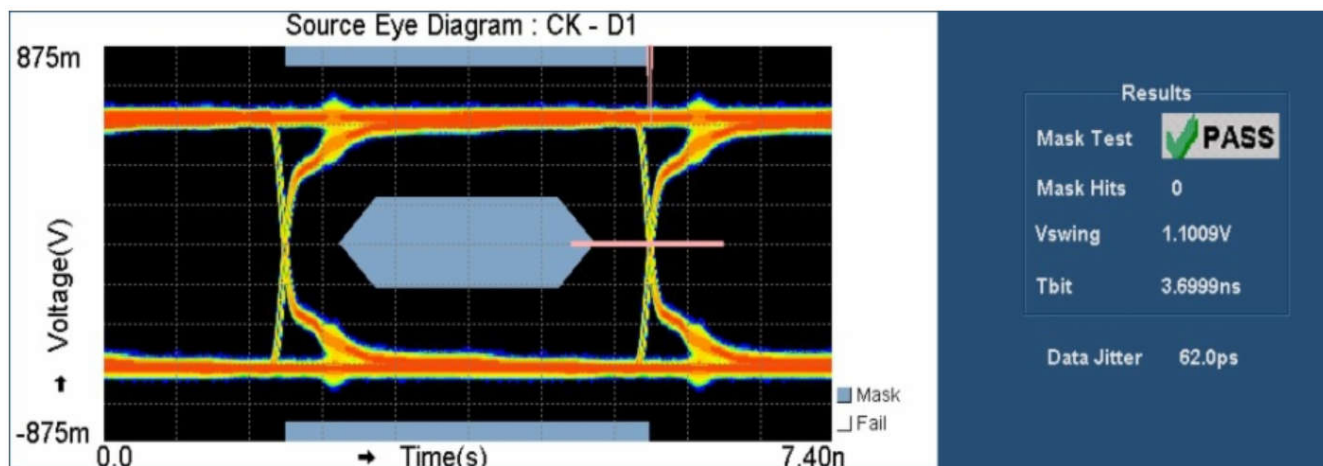 Source Eye Diagram : CK - D1
875m
Voltage(V)
-875m
0.0
Time(s)
7.40n
Mask
Fail
Results
Mask Test PASS
Mask Hits 0
Vswing 1.1009V
Tbit 3.6999ns
Data Jitter 62.0ps